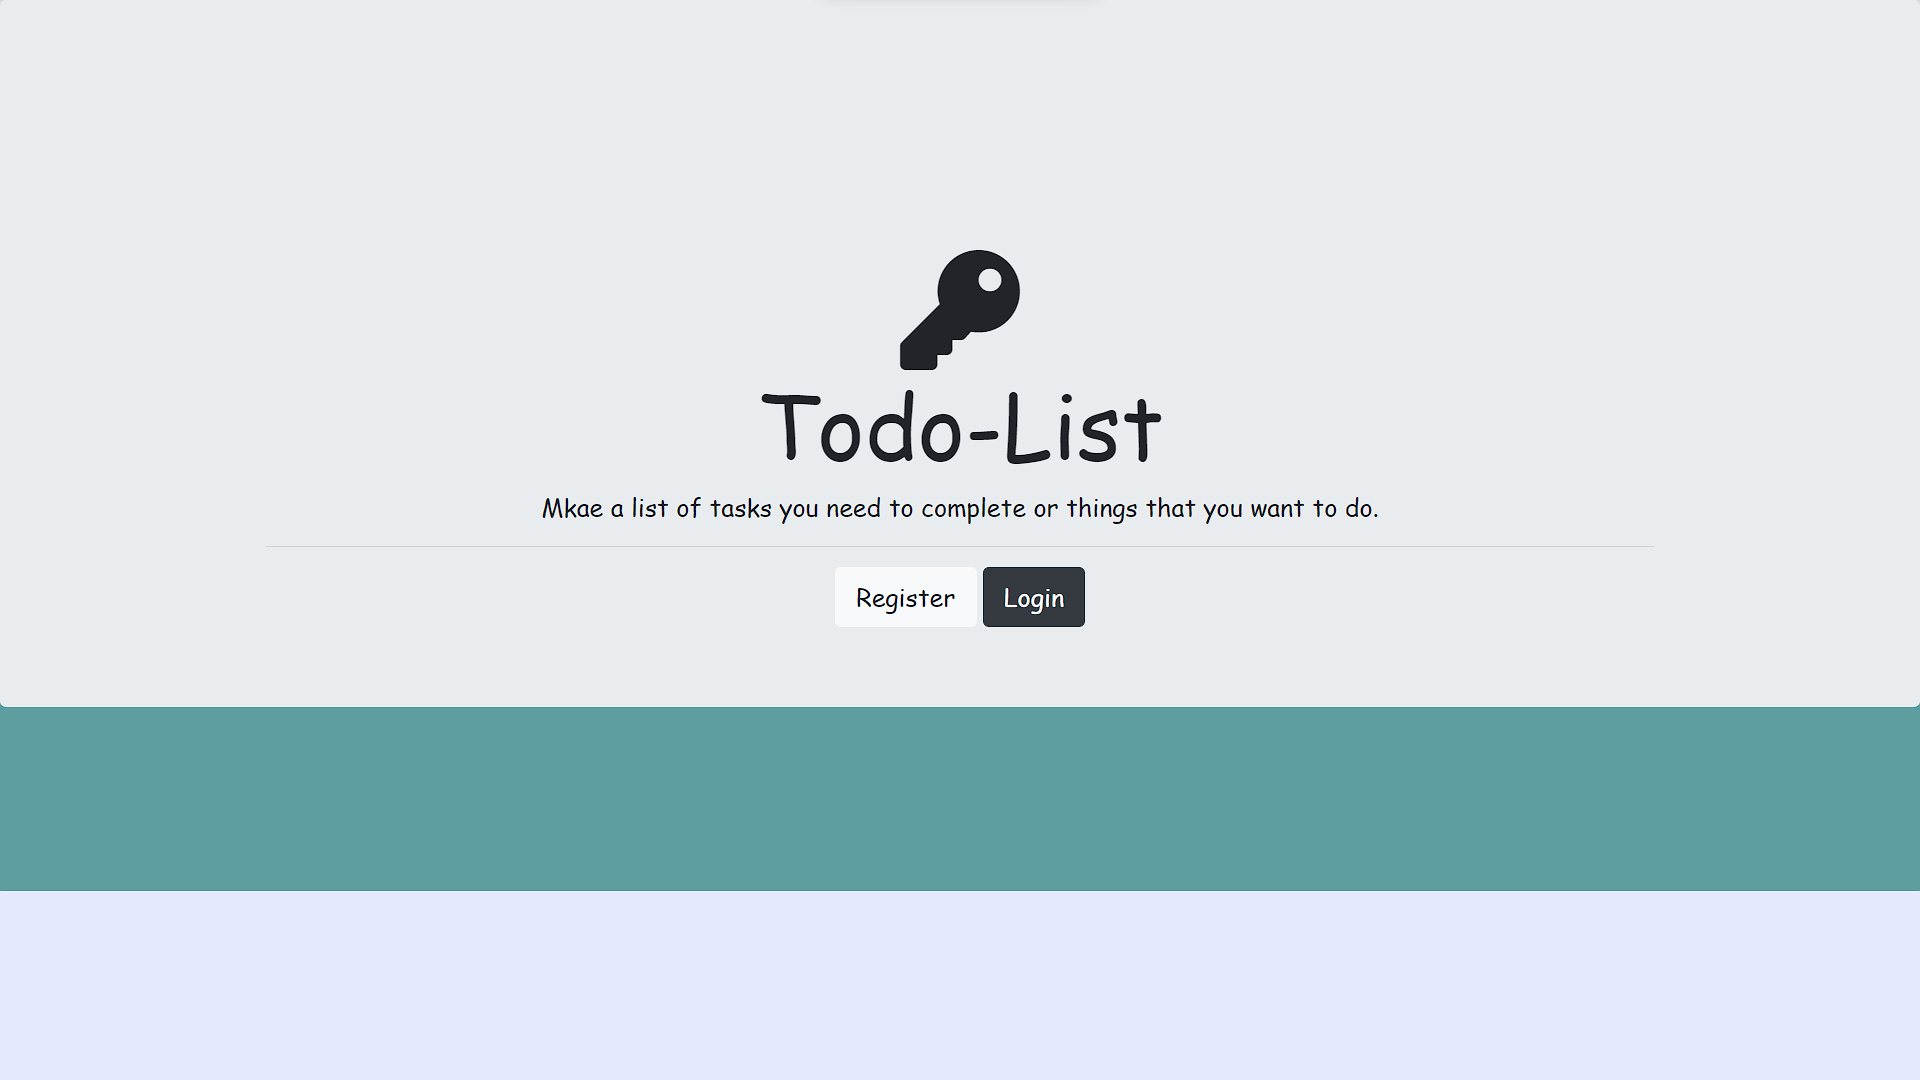 Todo-List
Mkae a list of tasks you need to complete or things that you want to do.
Register Login